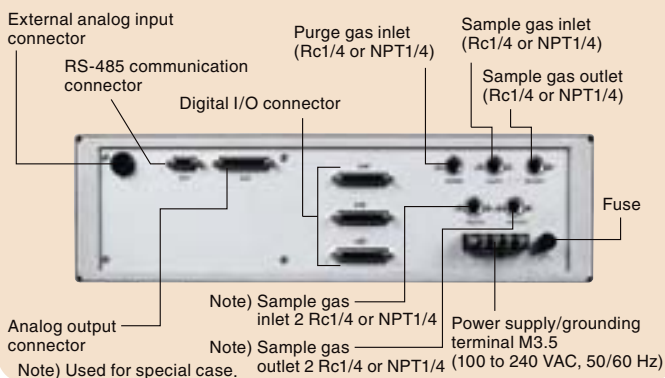 External analog input
connector
RS-485 communication
connector
Digital I/O connector
Purge gas inlet
(Rc1/4 or NPT1/4)
Sample gas inlet
(Rc1/4 or NPT1/4)
Sample gas outlet
(Rc1/4 or NPT1/4)
Fuse
Analog output
connector
Note) Sample gas
inlet 2 Rc1/4 or NPT1/4
Note) Sample gas
outlet 2 Rc1/4 or NPT1/4
Power supply/grounding
terminal M3.5
(100 to 240 VAC, 50/60 Hz)
Note) Used for special case.